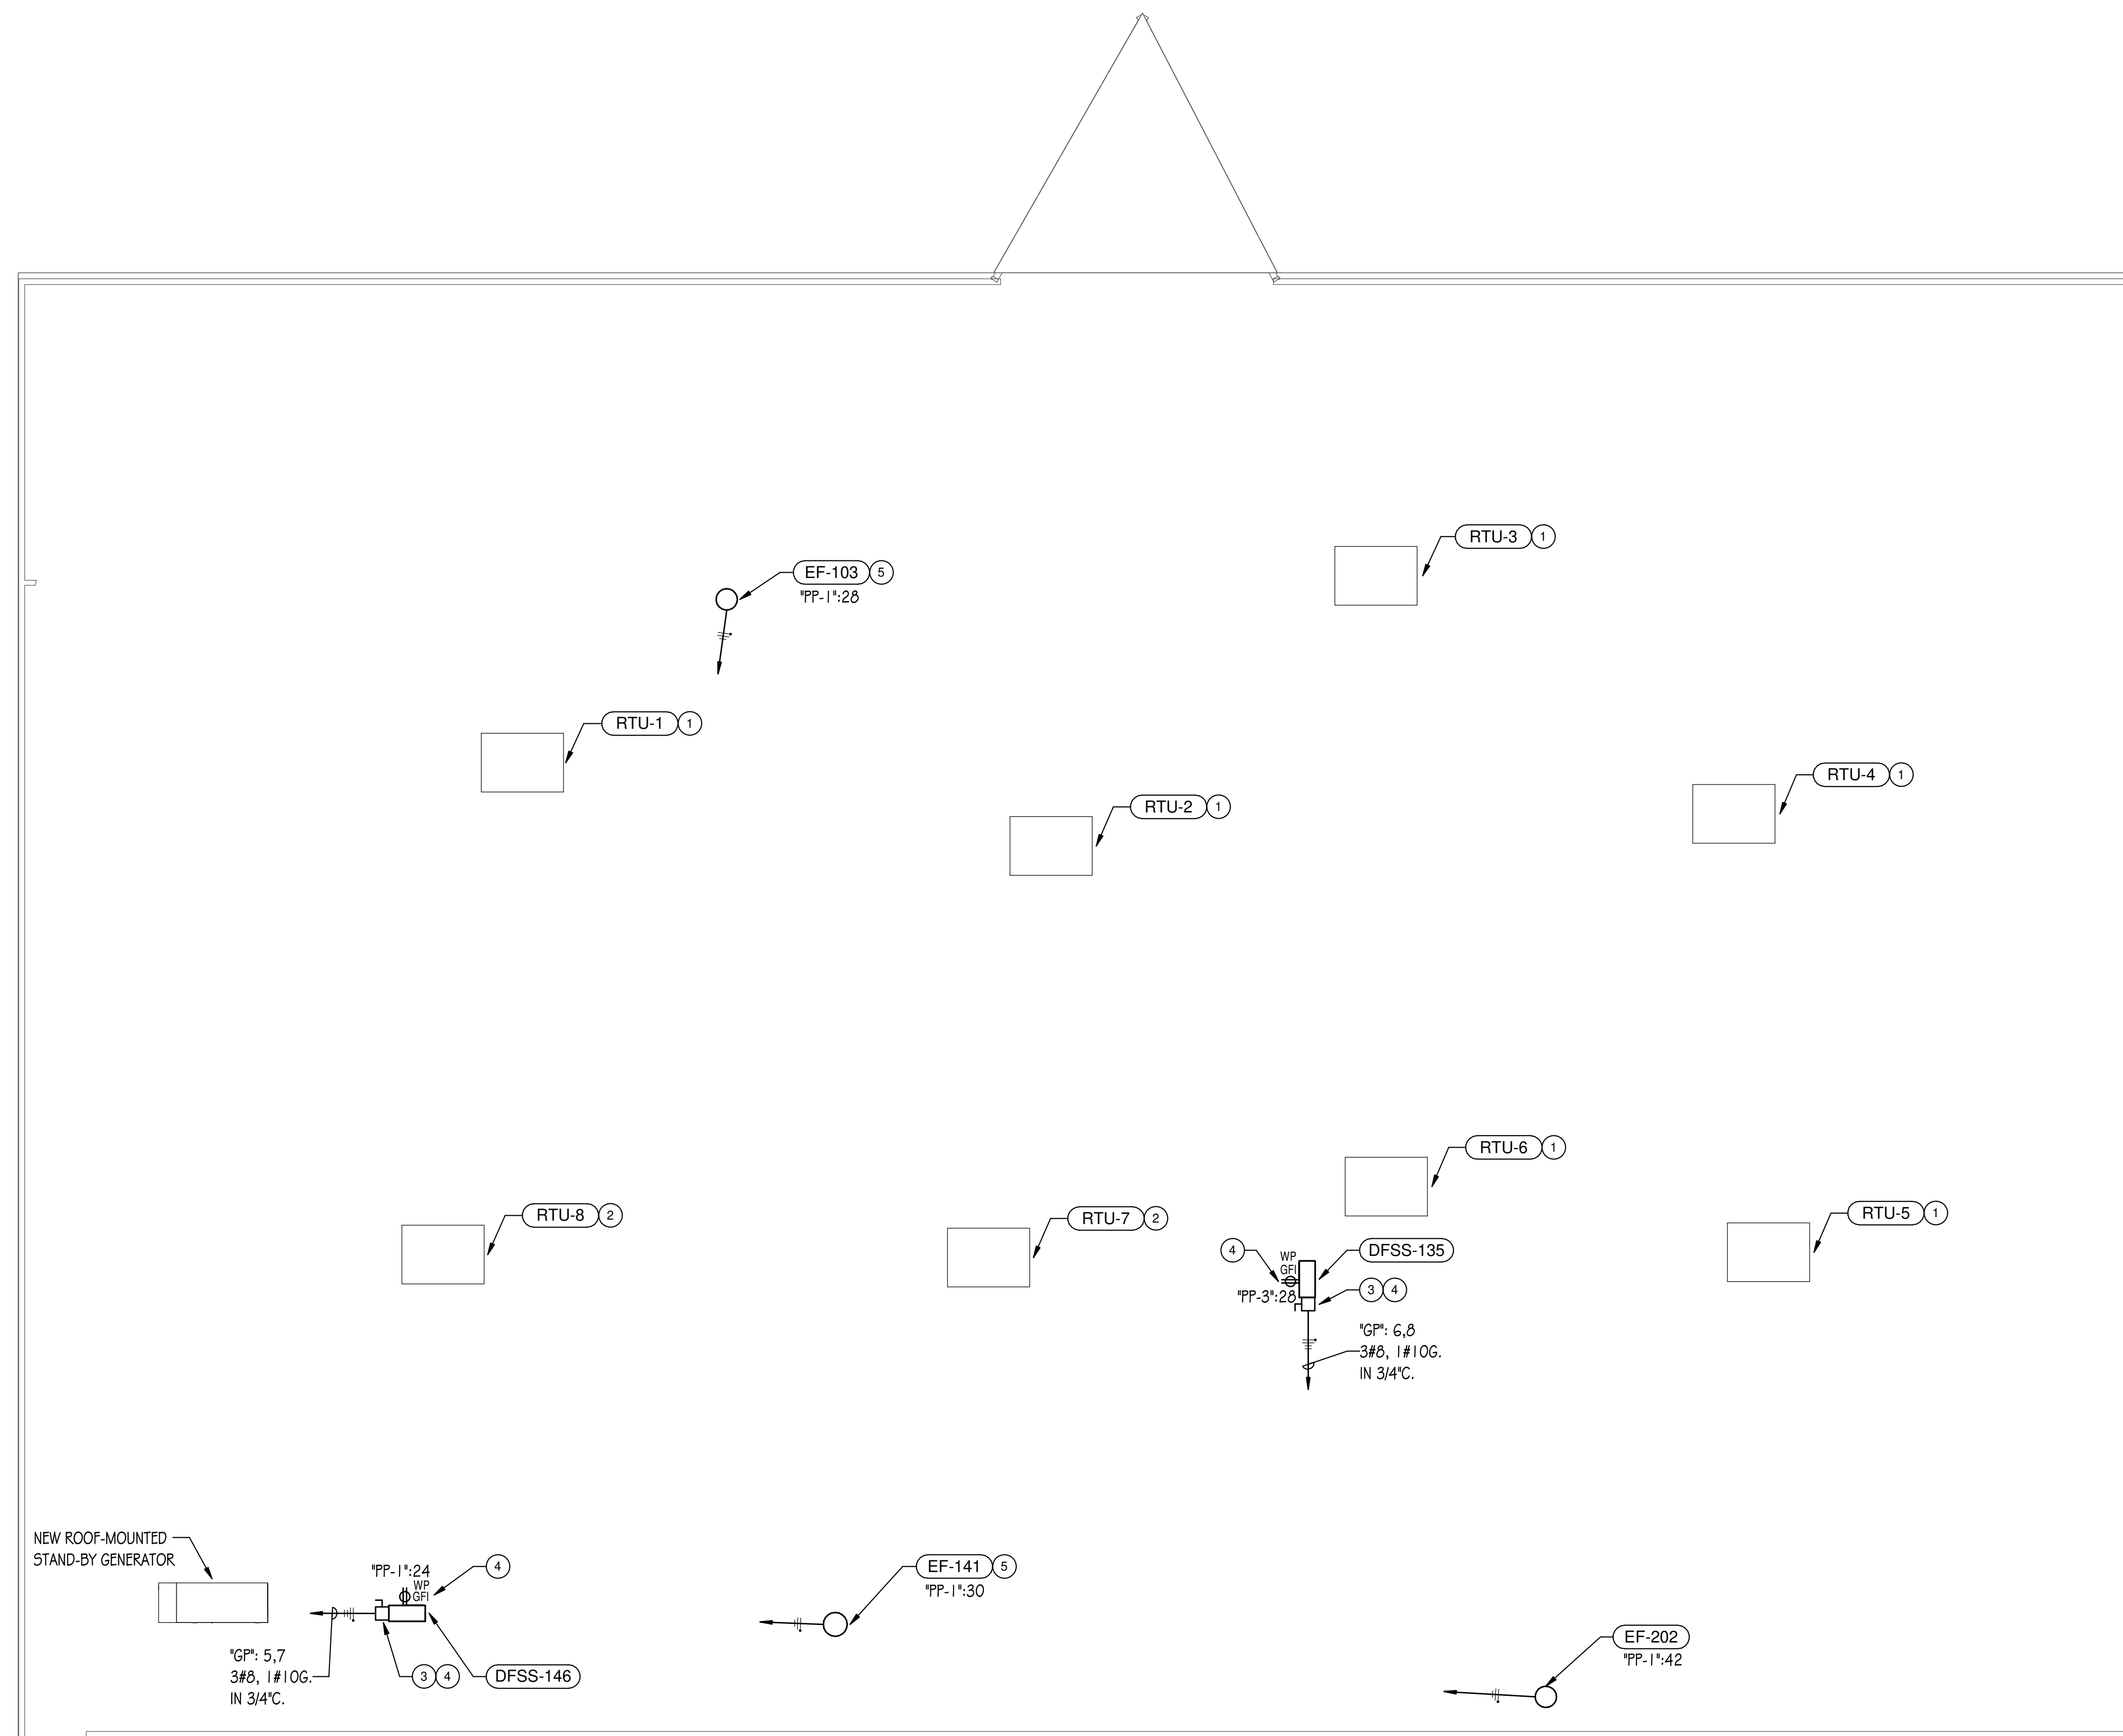 RTU-3 1
EF-103 5
"PP-1":28
RTU-1 1
RTU-4 1
RTU-2 1
RTU-6 1
RTU-8 2
RTU-7 2
RTU-5 1
4
WP
GFI
"PP-3":28
DFSS-135
3 4
"GP": 6,8
3#8, 1#10G.
IN 3/4"C.
NEW ROOF-MOUNTED
STAND-BY GENERATOR
"PP-1":24
WP
GFI
4
"GP": 5,7
3#8, 1#10G.
IN 3/4"C.
3 4
DFSS-146
EF-141 5
"PP-1":30
EF-202
"PP-1":42